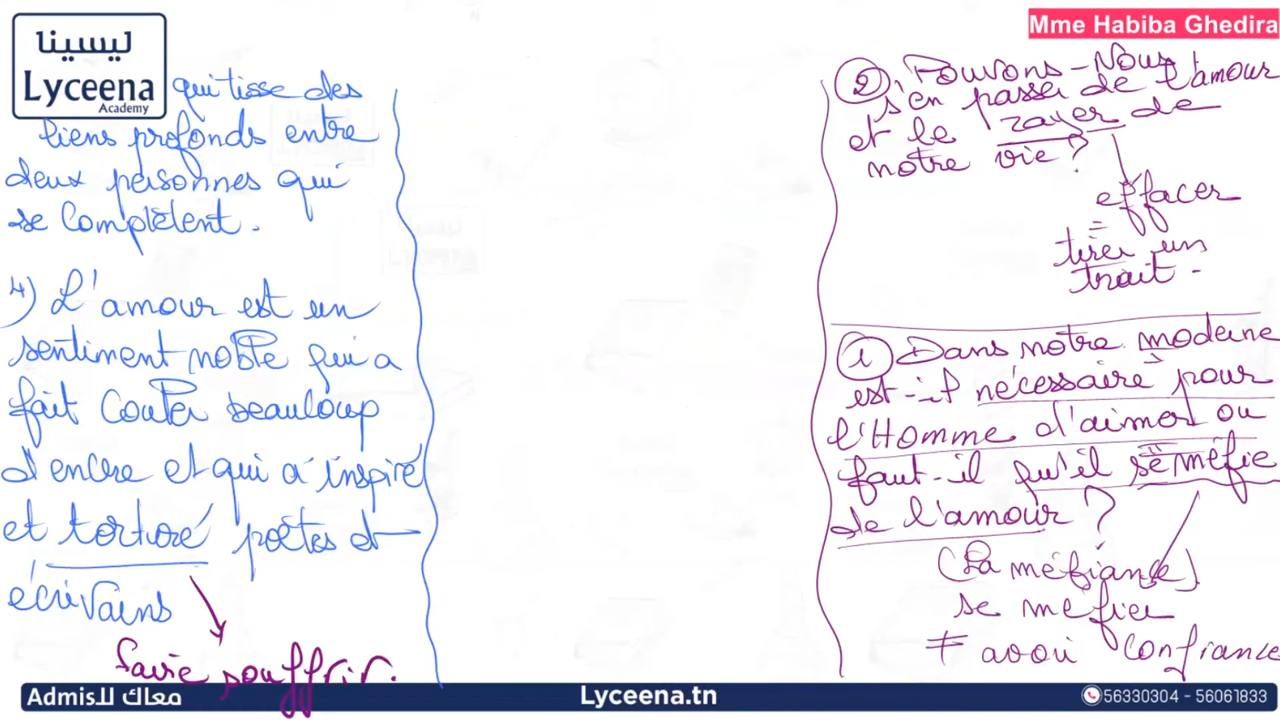 ليسينا
Lyceena
Academy
Mme Habiba Ghedira
qui tisse des
liens profonds entre
deux personnes qui
se complètent.
4) L'amour est un
sentiment noble qui a
fait couler beaucoup
d'encre et qui a inspiré
et torturé poètes et
écrivains
faire souffrir.
2) Pouvons-Nous
s'en passer de l'amour
et le rayer de
notre vie ?
effacer
=
tirer un
trait.
1) Dans notre moderne
est-il nécessaire pour
l'Homme d'aimer ou
faut-il qu'il se méfie
de l'amour ?
(La méfiance)
se méfier
≠ avoir confiance
معاك للـAdmis
Lyceena.tn
56330304 - 56061833